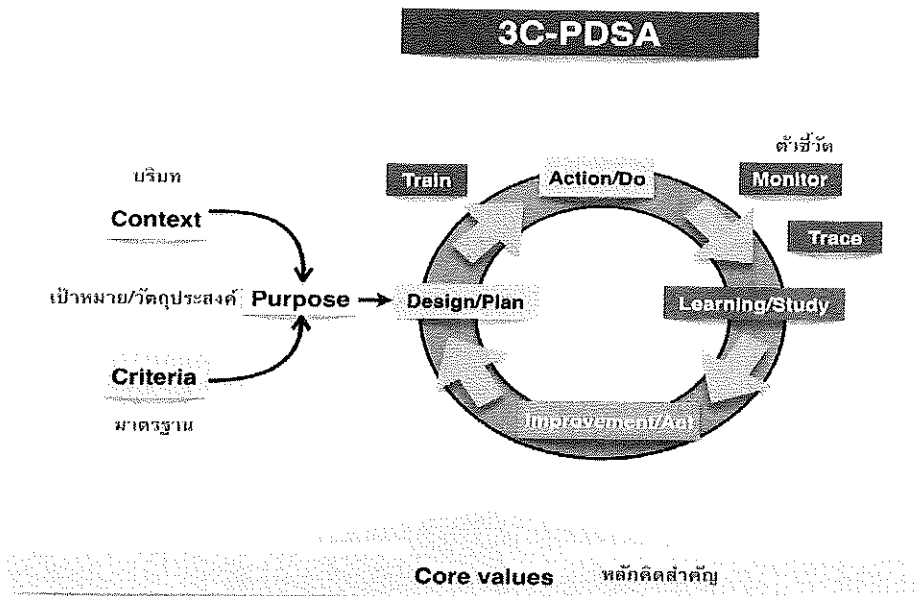 3C-PDSA
ตัวชี้วัด
บริบท
Train
Action/Do
Monitor
Context
Trace
เป้าหมาย/วัตถุประสงค์ Purpose
Design/Plan
Learning/Study
Criteria
มาตรฐาน
Improvement/Act
Core values หลักคิดสำคัญ